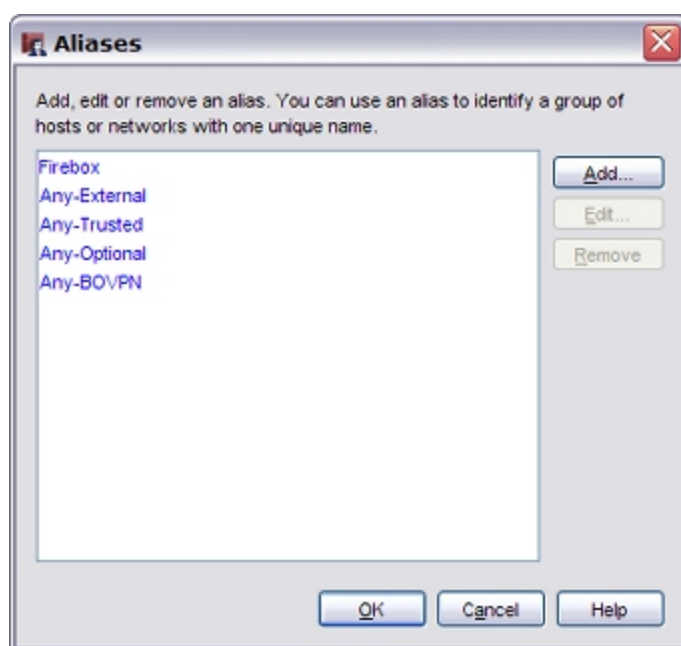 Aliases
Add, edit or remove an alias. You can use an alias to identify a group of
hosts or networks with one unique name.
Firebox
Any-External
Any-Trusted
Any-Optional
Any-BOVPN
Add...
Edit...
Remove
OK
Cancel
Help